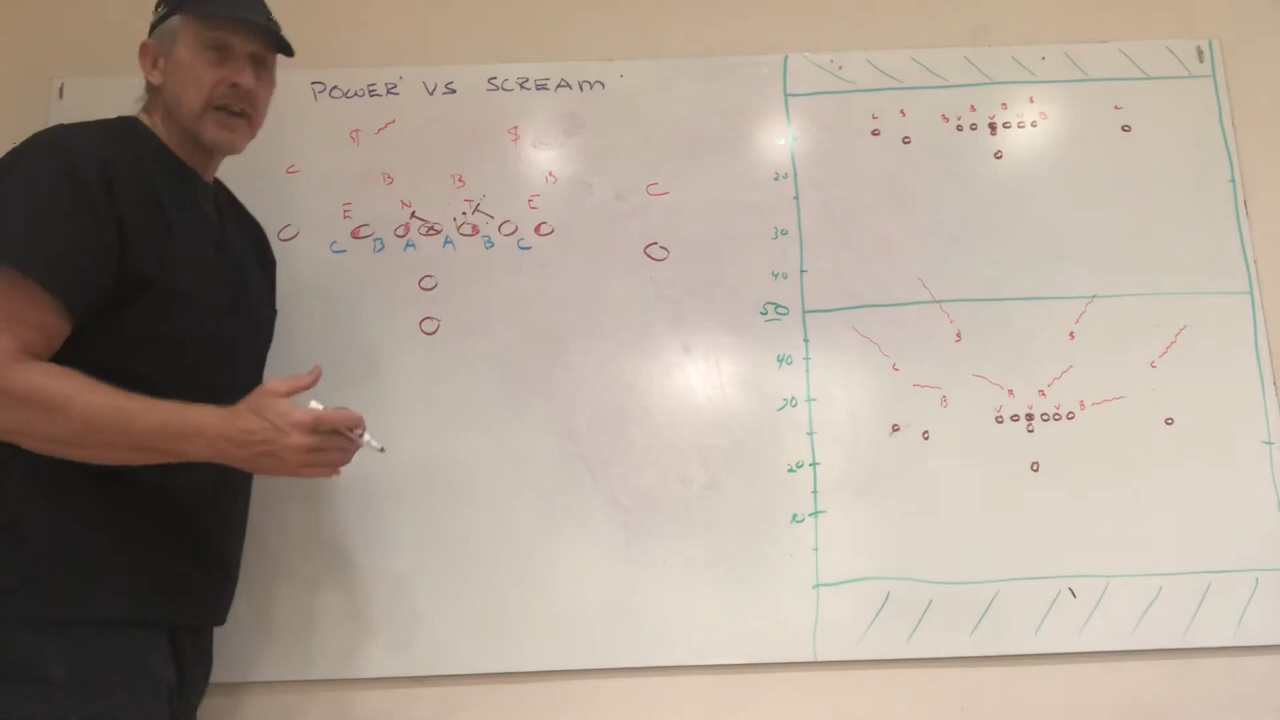 POWER VS SCREAM
$ $
C B B B C
E N T E
C B A A B C
C S B B S C
B V V V V B
20
30
40
50
40
30
20
10
S S
C C
B B B B
V V V